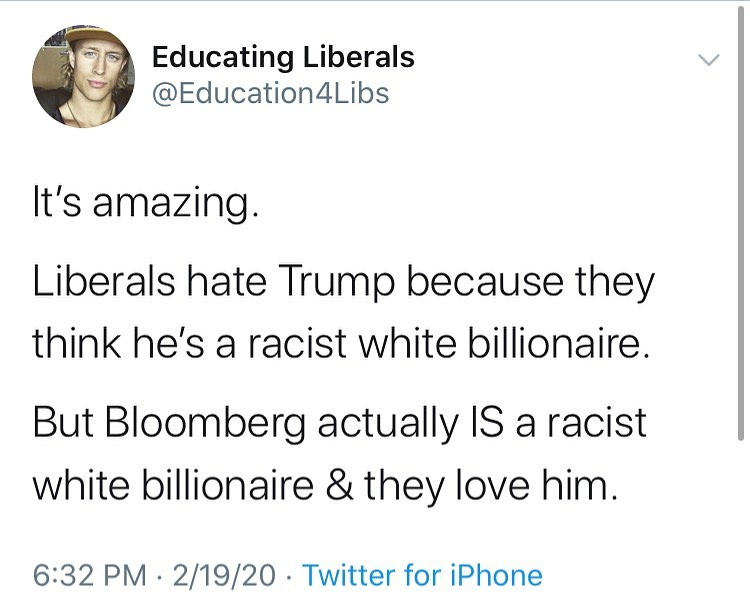 Educating Liberals
@Education4Libs
It's amazing.
Liberals hate Trump because they
think he's a racist white billionaire.
But Bloomberg actually IS a racist
white billionaire & they love him.
6:32 PM · 2/19/20 · Twitter for iPhone